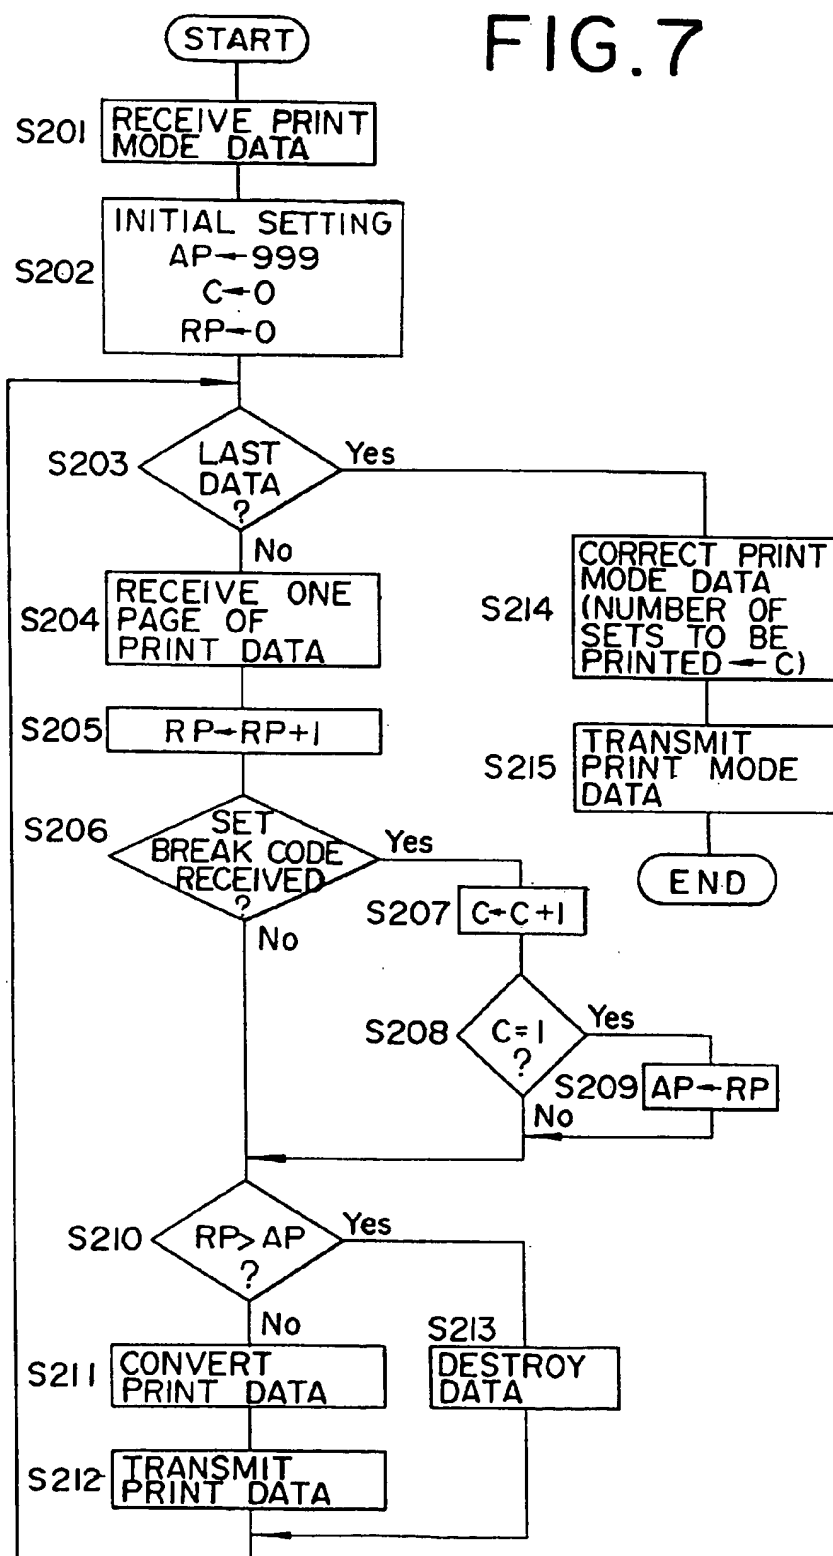 FIG.7
START
S201
RECEIVE PRINT
MODE DATA
S202
INITIAL SETTING
AP←999
C←0
RP←0
S203
LAST
DATA
?
Yes
No
S204
RECEIVE ONE
PAGE OF
PRINT DATA
S205
RP←RP+1
S206
SET
BREAK CODE
RECEIVED
?
Yes
No
S207
C←C+1
S208
C=1
?
Yes
No
S209
AP←RP
S210
RP>AP
?
Yes
No
S211
CONVERT
PRINT DATA
S212
TRANSMIT
PRINT DATA
S213
DESTROY
DATA
S214
CORRECT PRINT
MODE DATA
(NUMBER OF
SETS TO BE
PRINTED←C)
S215
TRANSMIT
PRINT MODE
DATA
END